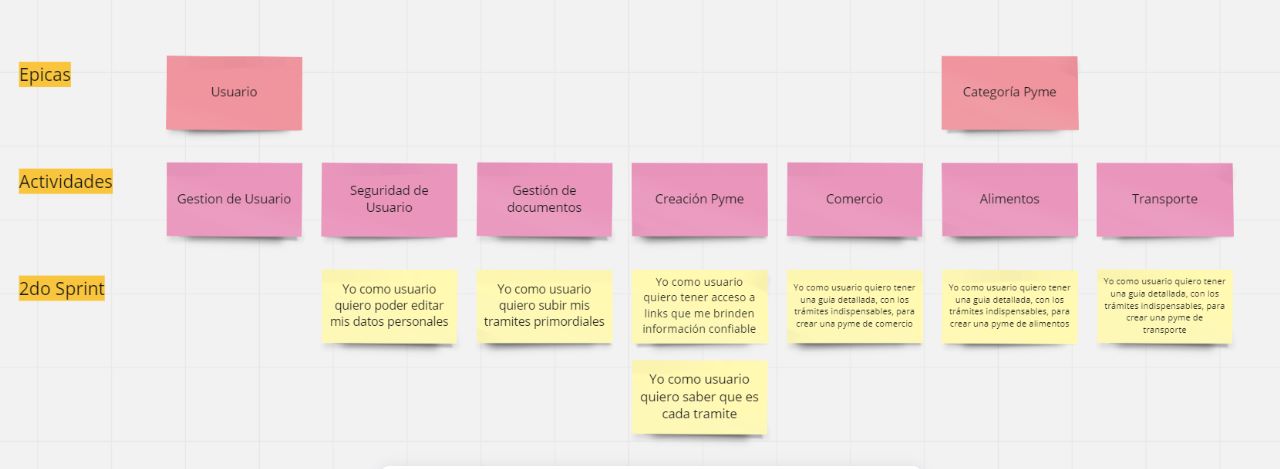 Epicas
Usuario
Categoría Pyme
Actividades
Gestion de Usuario
Seguridad de
Usuario
Gestión de
documentos
Creación Pyme
Comercio
Alimentos
Transporte
2do Sprint
Yo como usuario
quiero poder editar
mis datos personales
Yo como usuario
quiero subir mis
tramites primordiales
Yo como usuario
quiero tener acceso a
links que me brinden
información confiable
Yo como usuario quiero tener
una guía detallada, con los
trámites indispensables, para
crear una pyme de comercio
Yo como usuario quiero tener
una guía detallada, con los
trámites indispensables, para
crear una pyme de alimentos
Yo como usuario quiero tener
una guía detallada, con los
trámites indispensables, para
crear una pyme de
transporte
Yo como usuario
quiero saber que es
cada tramite